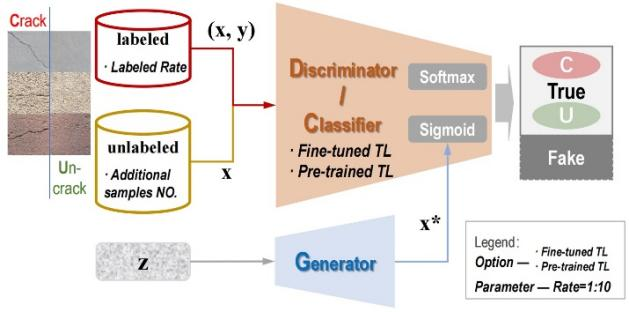 Crack
Un-
crack
labeled
· Labeled Rate
unlabeled
· Additional
samples NO.
(x, y)
x
Discriminator
/
Classifier
· Fine-tuned TL
· Pre-trained TL
Softmax
Sigmoid
C
True
U
Fake
z
Generator
x*
Legend:
Option — · Fine-tuned TL
· Pre-trained TL
Parameter — Rate=1:10